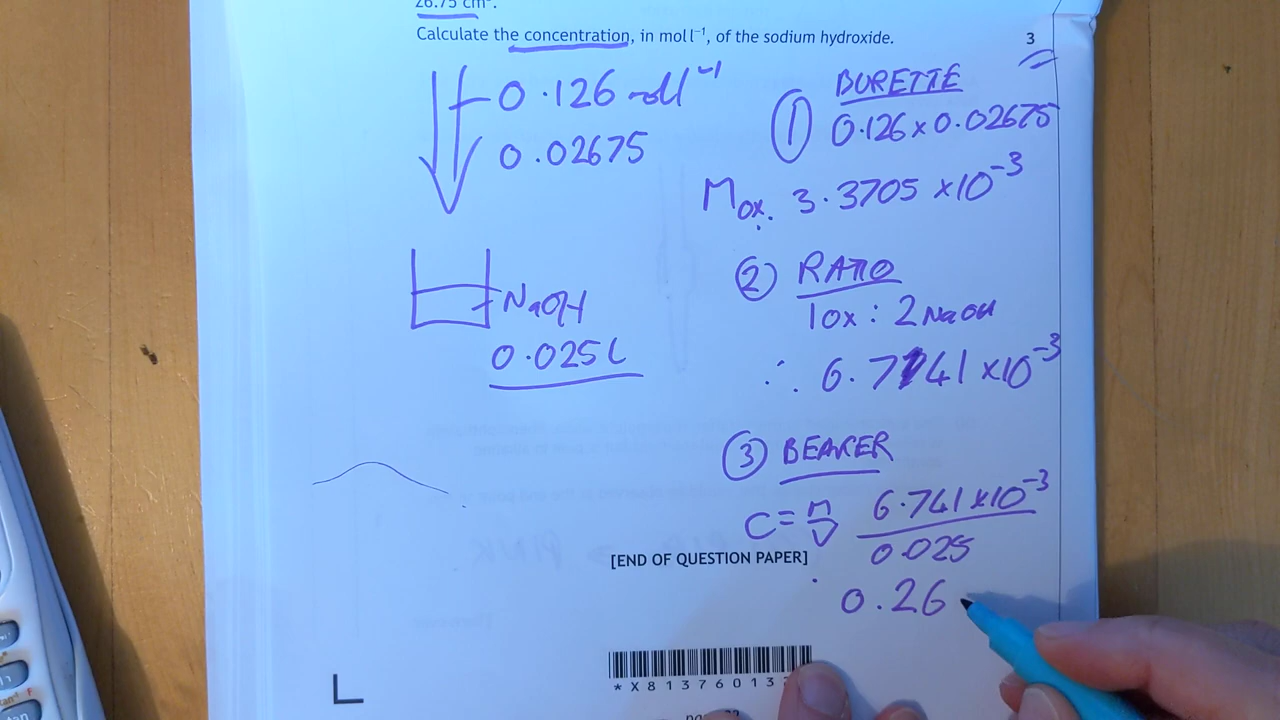 26.75 cm³.
Calculate the concentration, in mol l⁻¹, of the sodium hydroxide.
3
0.126 moll⁻¹
0.02675
NaOH
0.025L
① BURETTE
0.126 x 0.02675
Mox. 3.3705 x10⁻³
② RATIO
1ox : 2NaOH
∴ 6.741 x10⁻³
③ BEAKER
C = n/V 6.741 x10⁻³
0.025
[END OF QUESTION PAPER]
0.26
*X81376013